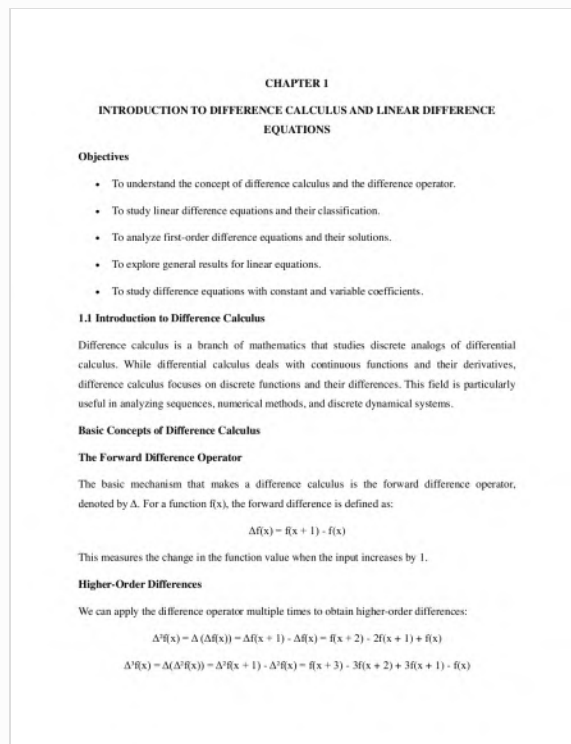 CHAPTER 1
INTRODUCTION TO DIFFERENCE CALCULUS AND LINEAR DIFFERENCE
EQUATIONS
Objectives
• To understand the concept of difference calculus and the difference operator.
• To study linear difference equations and their classification.
• To analyze first-order difference equations and their solutions.
• To explore general results for linear equations.
• To study difference equations with constant and variable coefficients.
1.1 Introduction to Difference Calculus
Difference calculus is a branch of mathematics that studies discrete analogs of differential
calculus. While differential calculus deals with continuous functions and their derivatives,
difference calculus focuses on discrete functions and their differences. This field is particularly
useful in analyzing sequences, numerical methods, and discrete dynamical systems.
Basic Concepts of Difference Calculus
The Forward Difference Operator
The basic mechanism that makes a difference calculus is the forward difference operator,
denoted by Δ. For a function f(x), the forward difference is defined as:
Δf(x) = f(x + 1) - f(x)
This measures the change in the function value when the input increases by 1.
Higher-Order Differences
We can apply the difference operator multiple times to obtain higher-order differences:
Δ²f(x) = Δ (Δf(x)) = Δf(x + 1) - Δf(x) = f(x + 2) - 2f(x + 1) + f(x)
Δ³f(x) = Δ(Δ²f(x)) = Δ²f(x + 1) - Δ²f(x) = f(x + 3) - 3f(x + 2) + 3f(x + 1) - f(x)